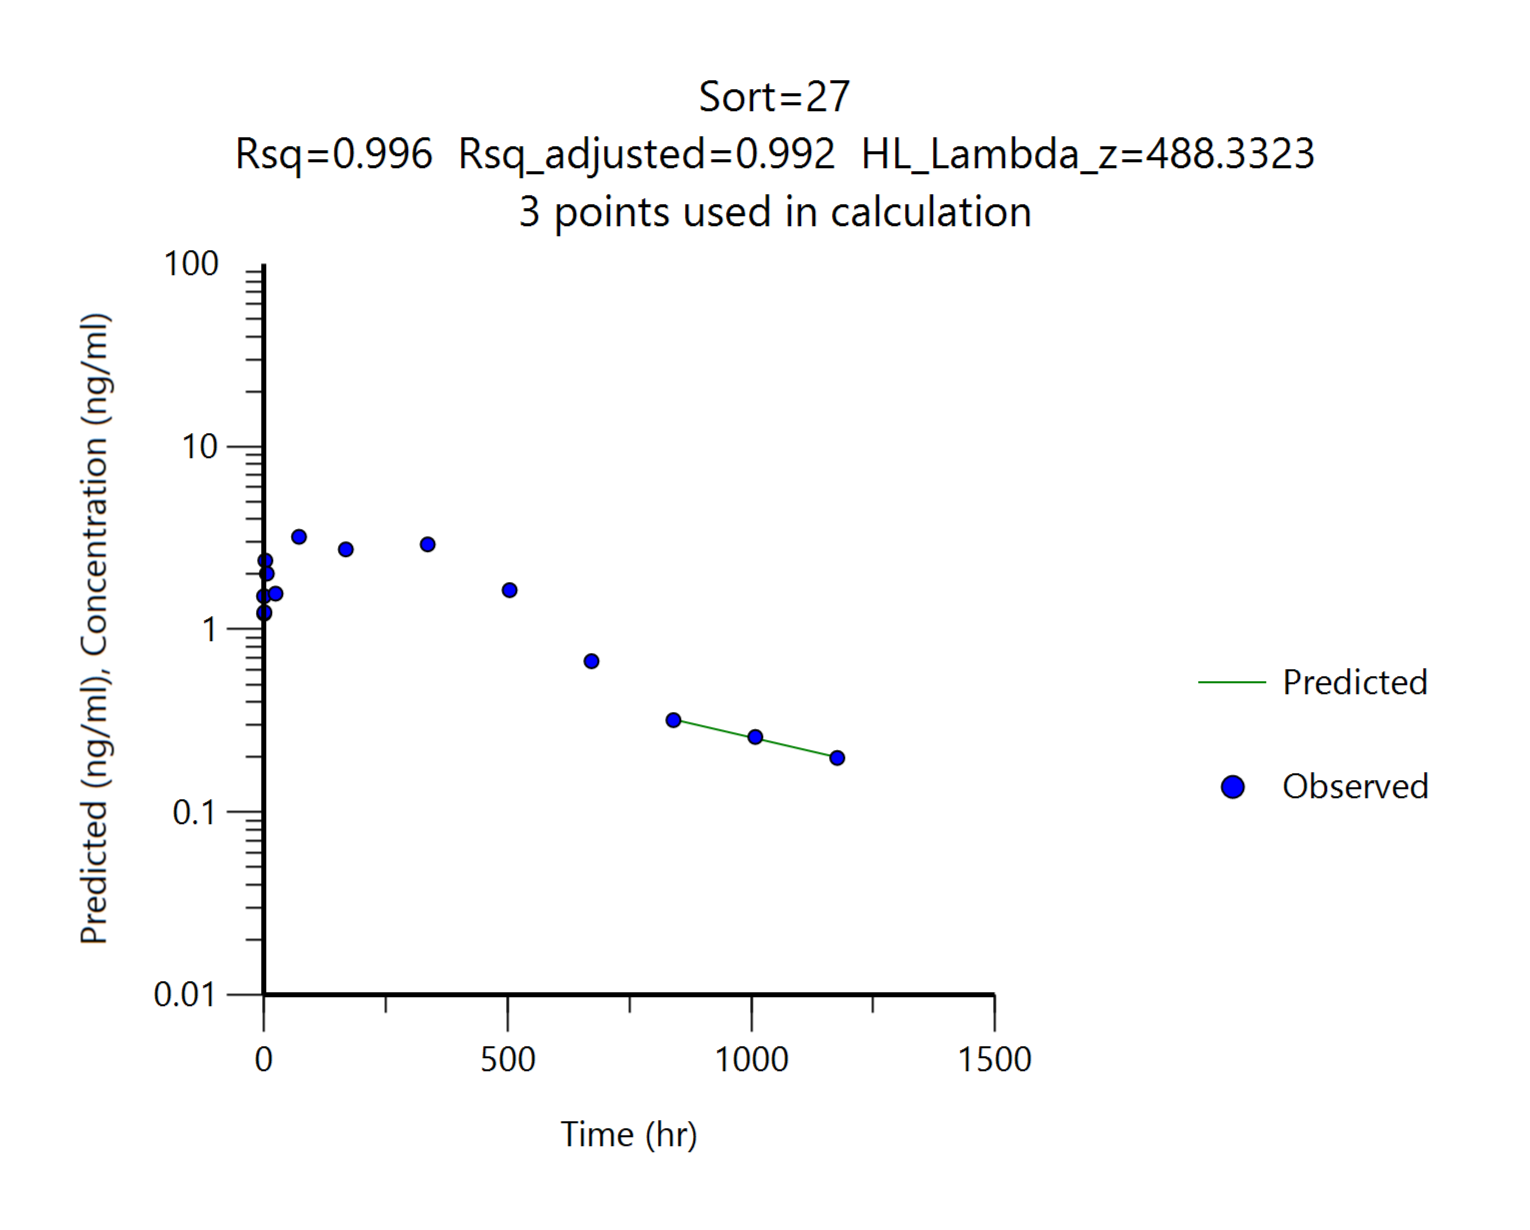 Sort=27
Rsq=0.996 Rsq_adjusted=0.992 HL_Lambda_z=488.3323
3 points used in calculation
Predicted (ng/ml), Concentration (ng/ml)
100
10
1
0.1
0.01
0 500 1000 1500
Time (hr)
Predicted
Observed